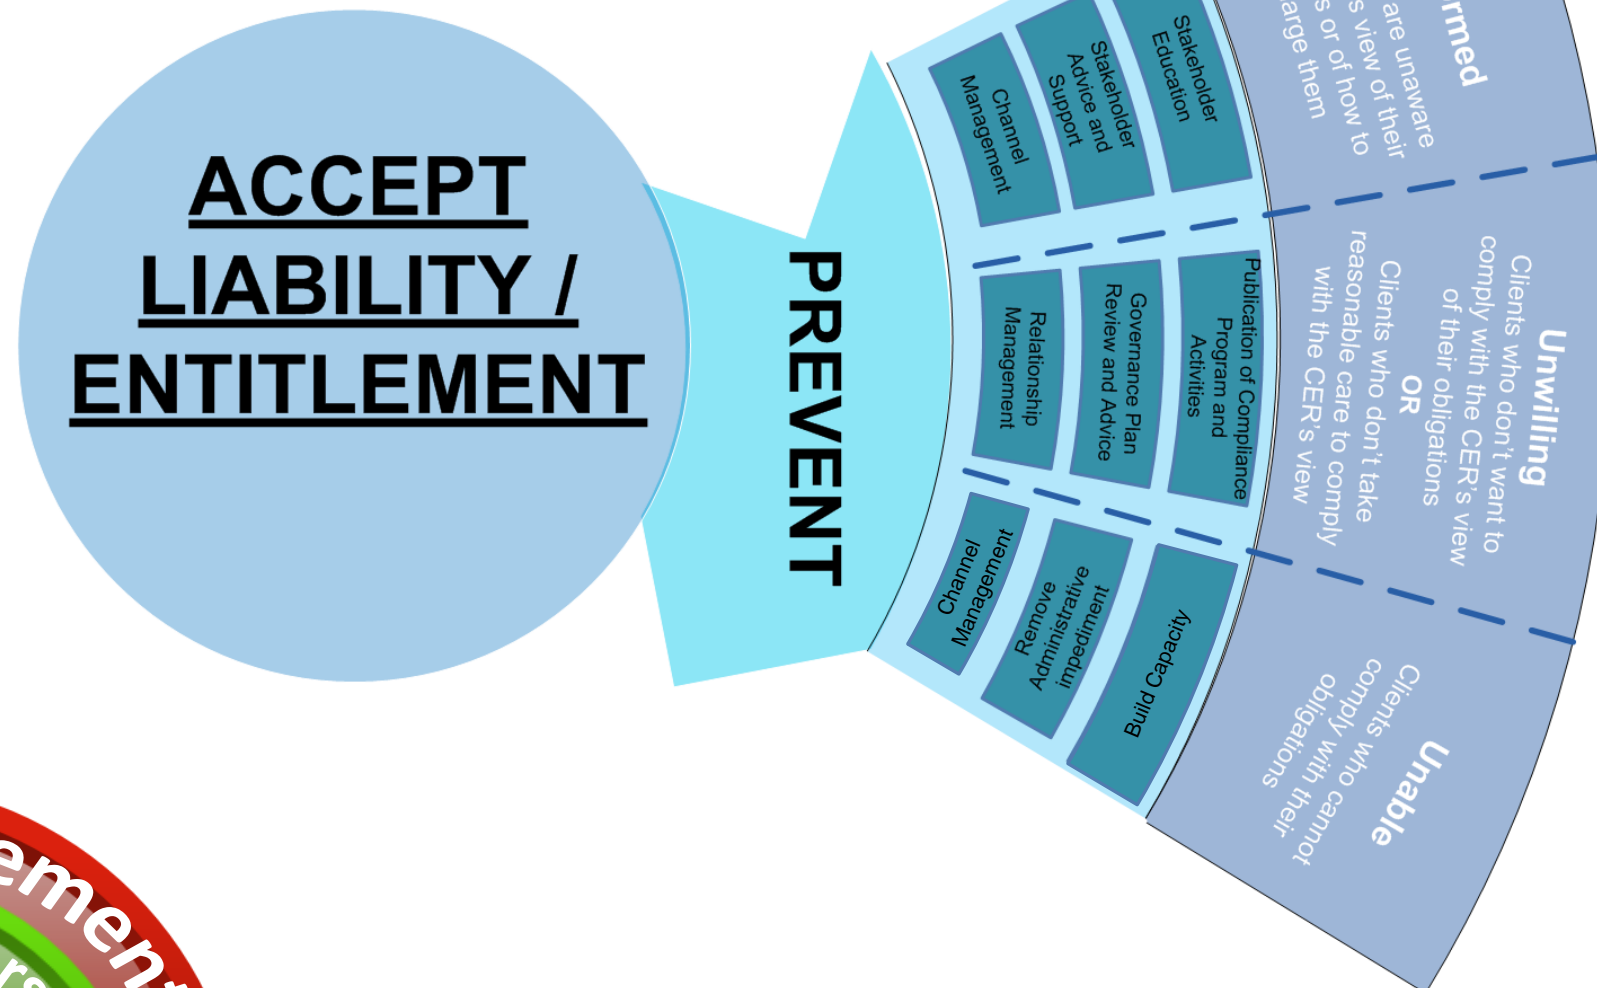 ACCEPT
LIABILITY /
ENTITLEMENT
PREVENT
Channel
Management
Stakeholder
Advice and
Support
Stakeholder
Education
Relationship
Management
Governance Plan
Review and Advice
Publication of Compliance
Program and
Activities
Channel
Management
Remove
Administrative
impediment
Build Capacity
rmed
are unaware
s view of their
s or of how to
arge them
Unwilling
Clients who don't want to
comply with the CER's view
of their obligations
OR
Clients who don't take
reasonable care to comply
with the CER's view
Unable
Clients who cannot
comply with their
obligations
ement
rs